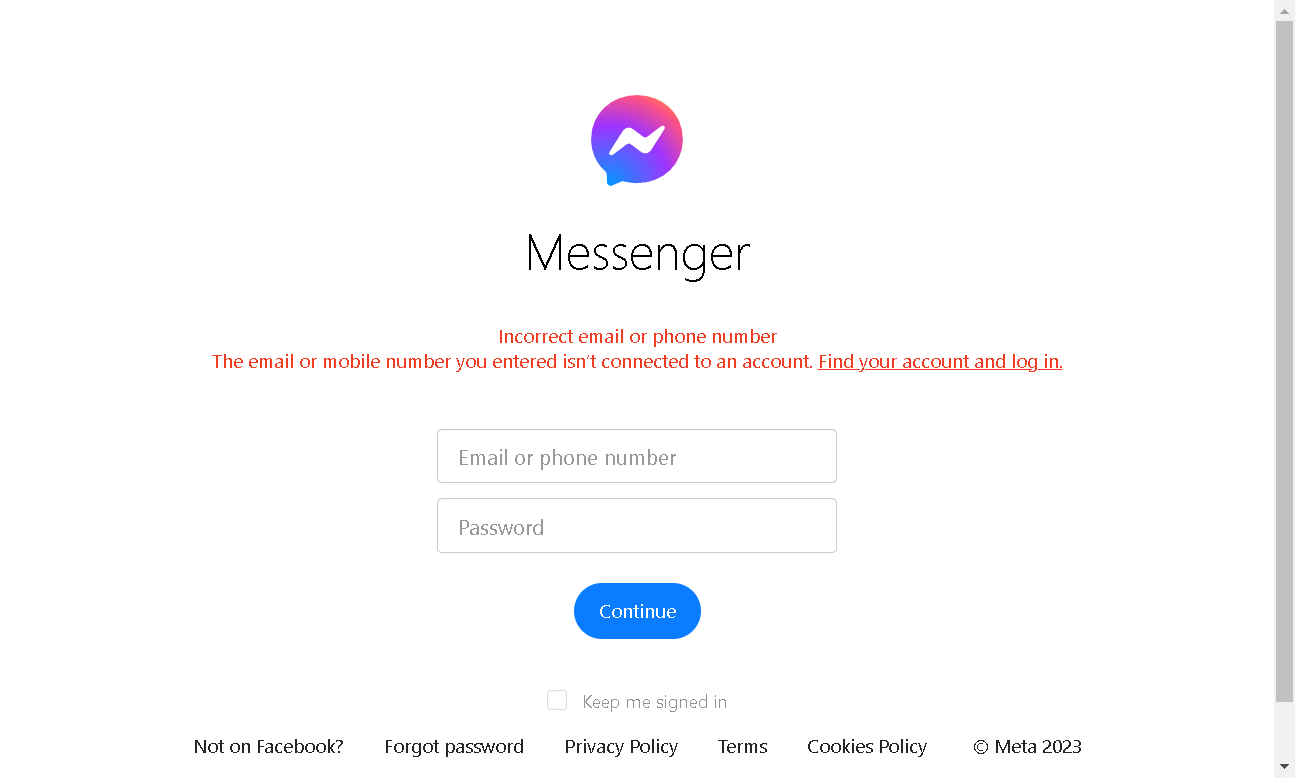 Messenger
Incorrect email or phone number
The email or mobile number you entered isn't connected to an account. Find your account and log in.
Email or phone number
Password
Continue
Keep me signed in
Not on Facebook? Forgot password Privacy Policy Terms Cookies Policy © Meta 2023